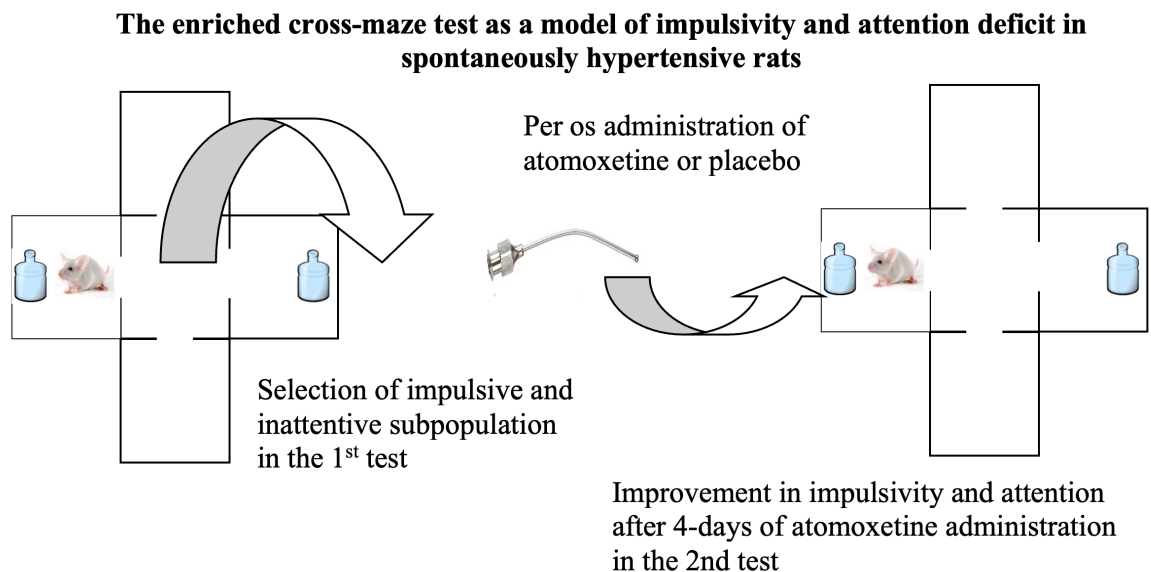 The enriched cross-maze test as a model of impulsivity and attention deficit in
spontaneously hypertensive rats
Per os administration of
atomoxetine or placebo
Selection of impulsive and
inattentive subpopulation
in the 1st test
Improvement in impulsivity and attention
after 4-days of atomoxetine administration
in the 2nd test